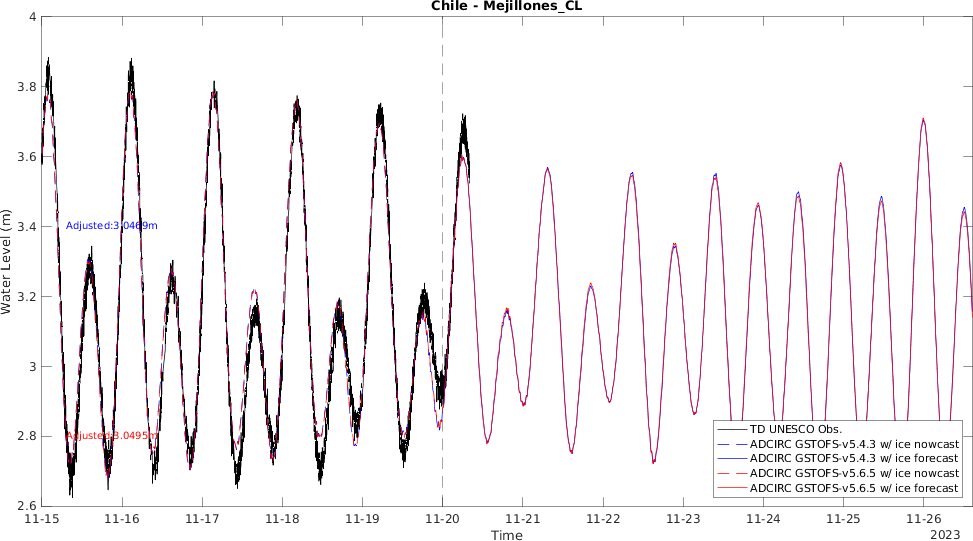 Chile - Mejillones_CL
4
3.8
3.6
3.4
3.2
3
2.8
2.6
Water Level (m)
Adjusted:3.0469m
Adjusted:3.0495m
TD UNESCO Obs.
ADCIRC GSTOFS-v5.4.3 w/ ice nowcast
ADCIRC GSTOFS-v5.4.3 w/ ice forecast
ADCIRC GSTOFS-v5.6.5 w/ ice nowcast
ADCIRC GSTOFS-v5.6.5 w/ ice forecast
11-15 11-16 11-17 11-18 11-19 11-20 11-21 11-22 11-23 11-24 11-25 11-26
Time
2023